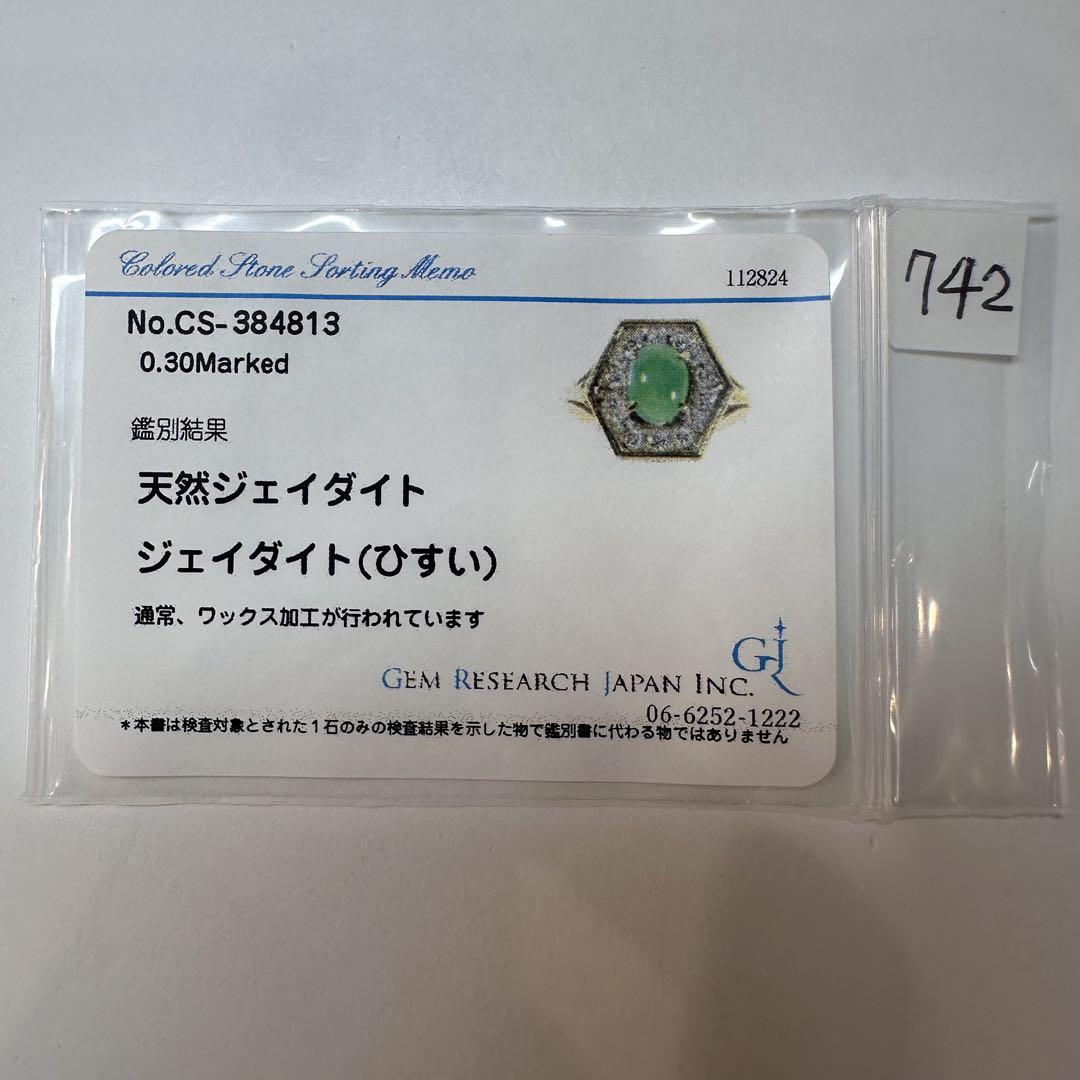 Colored Stone Sorting Memo
112824
742
No.CS-384813
0.30Marked
鑑別結果
天然ジェイダイト
ジェイダイト(ひすい)
通常、ワックス加工が行われています
GJR
GEM RESEARCH JAPAN INC.
06-6252-1222
*本書は検査対象とされた1石のみの検査結果を示した物で鑑別書に代わる物ではありません